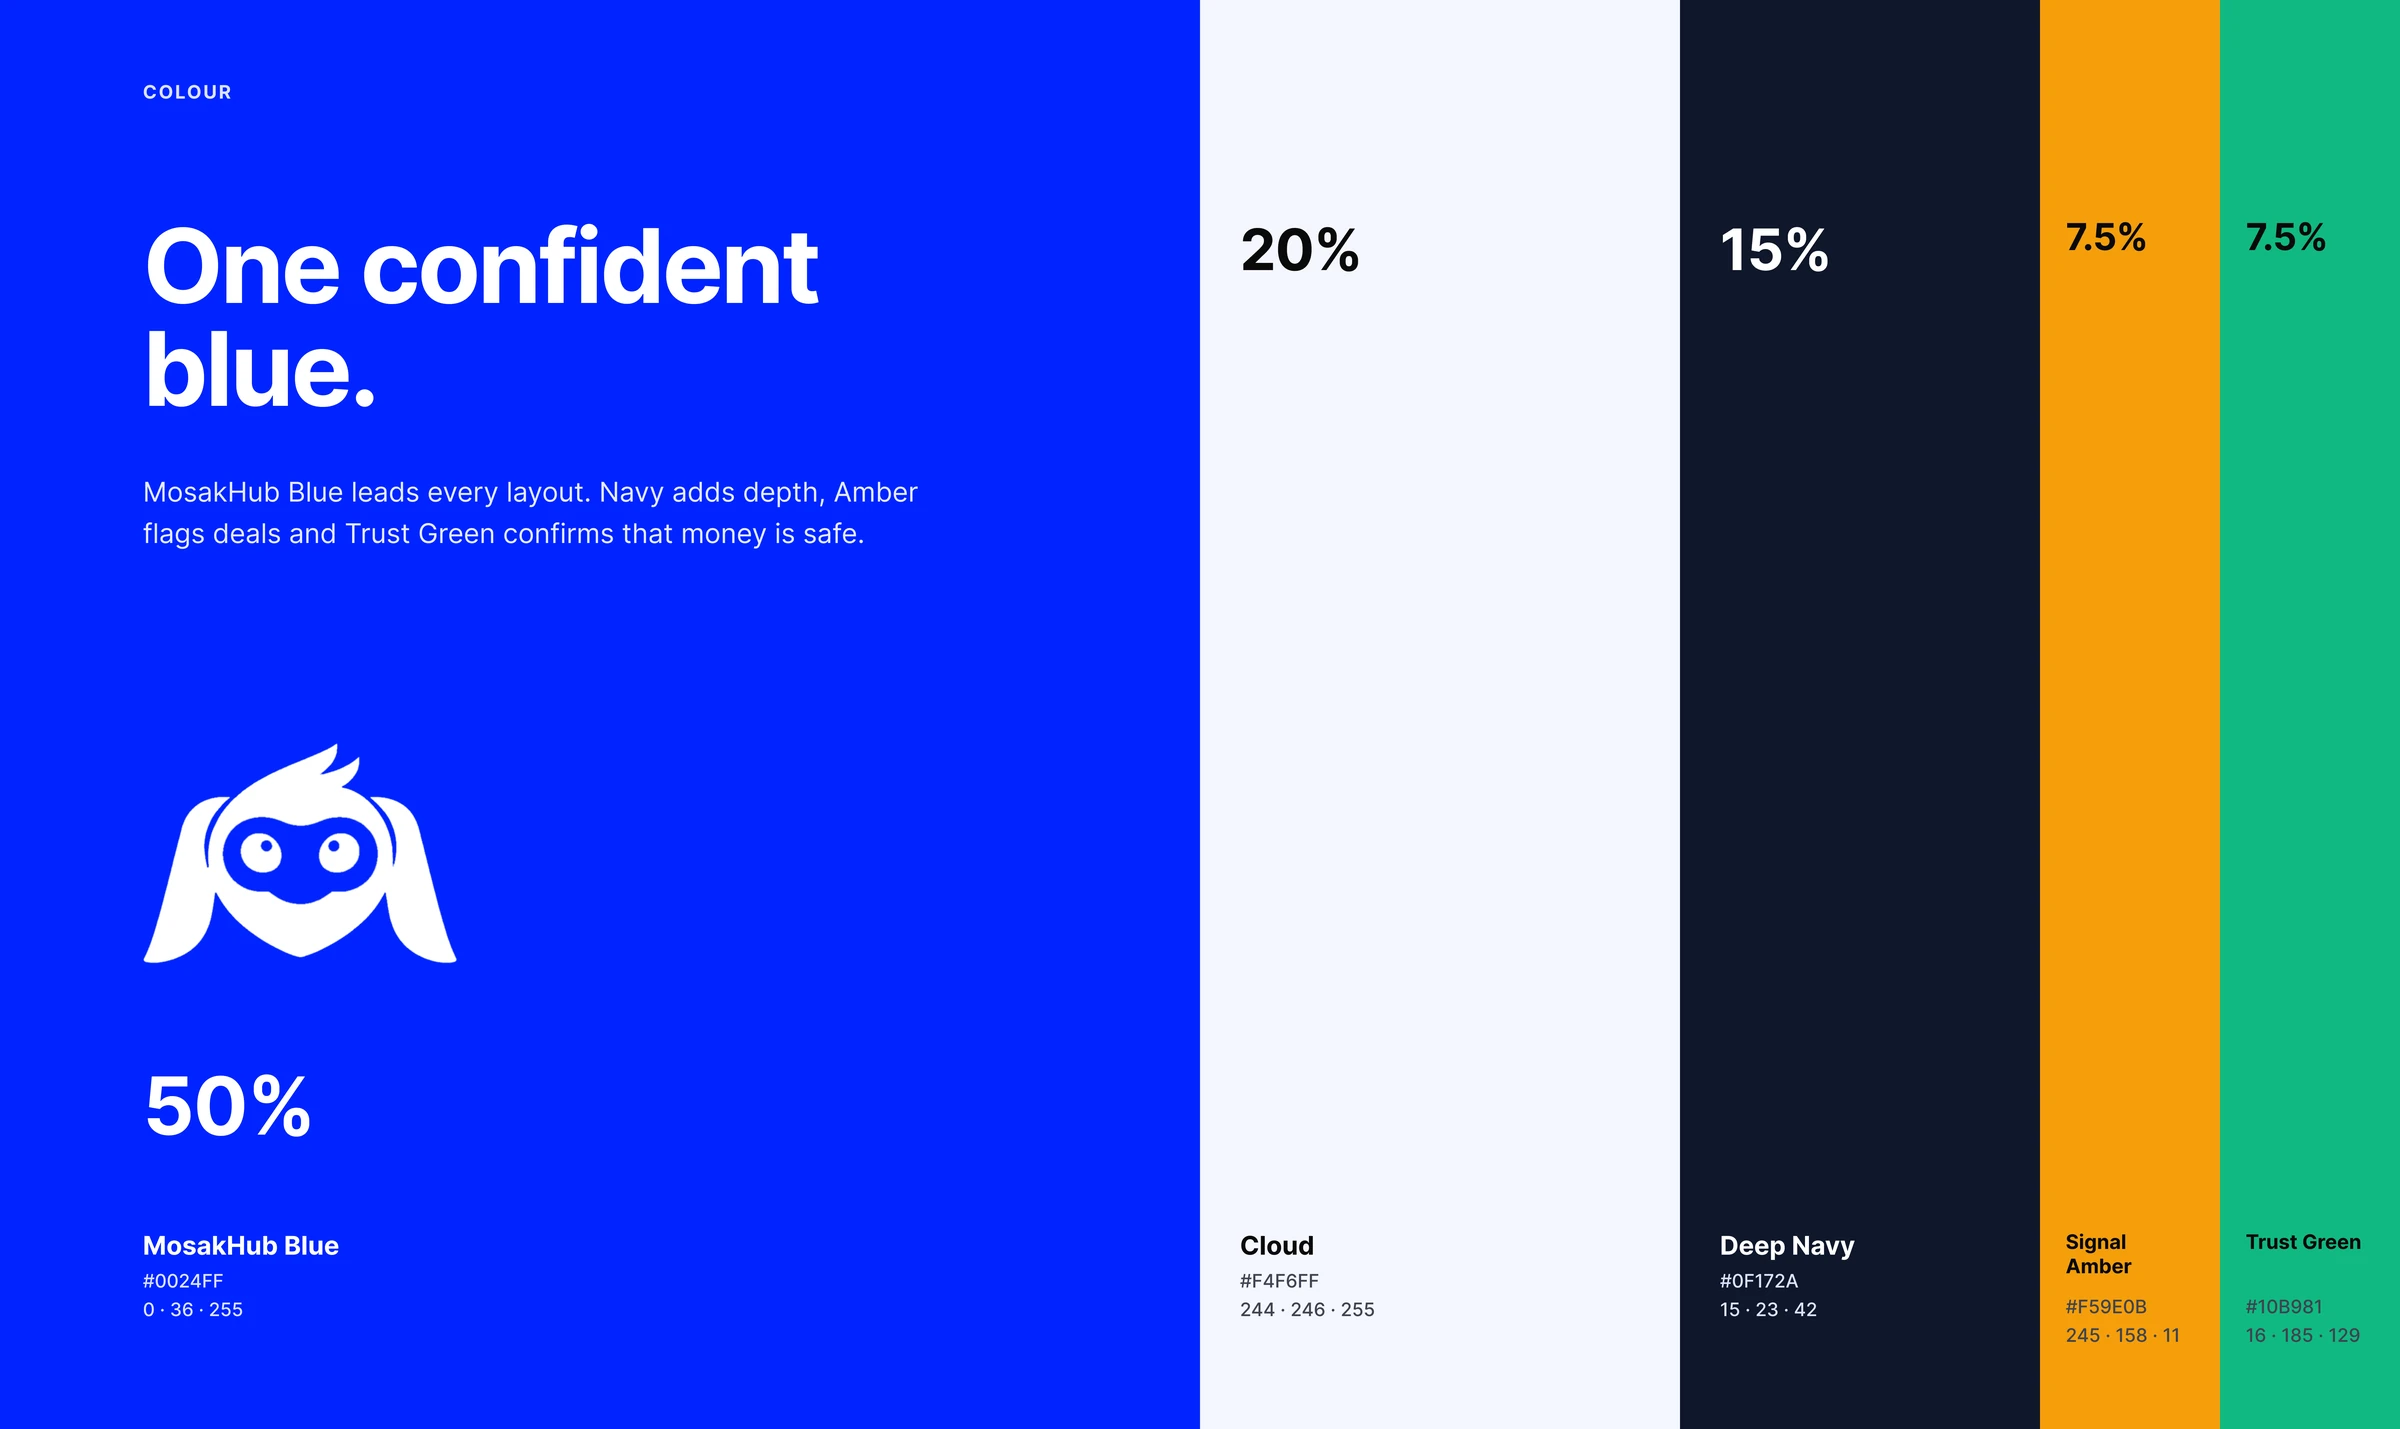 COLOUR
One confident
blue.
MosakHub Blue leads every layout. Navy adds depth, Amber
flags deals and Trust Green confirms that money is safe.
50%
MosakHub Blue
#0024FF
0 · 36 · 255
20%
Cloud
#F4F6FF
244 · 246 · 255
15%
Deep Navy
#0F172A
15 · 23 · 42
7.5%
Signal
Amber
#F59E0B
245 · 158 · 11
7.5%
Trust Green
#10B981
16 · 185 · 129